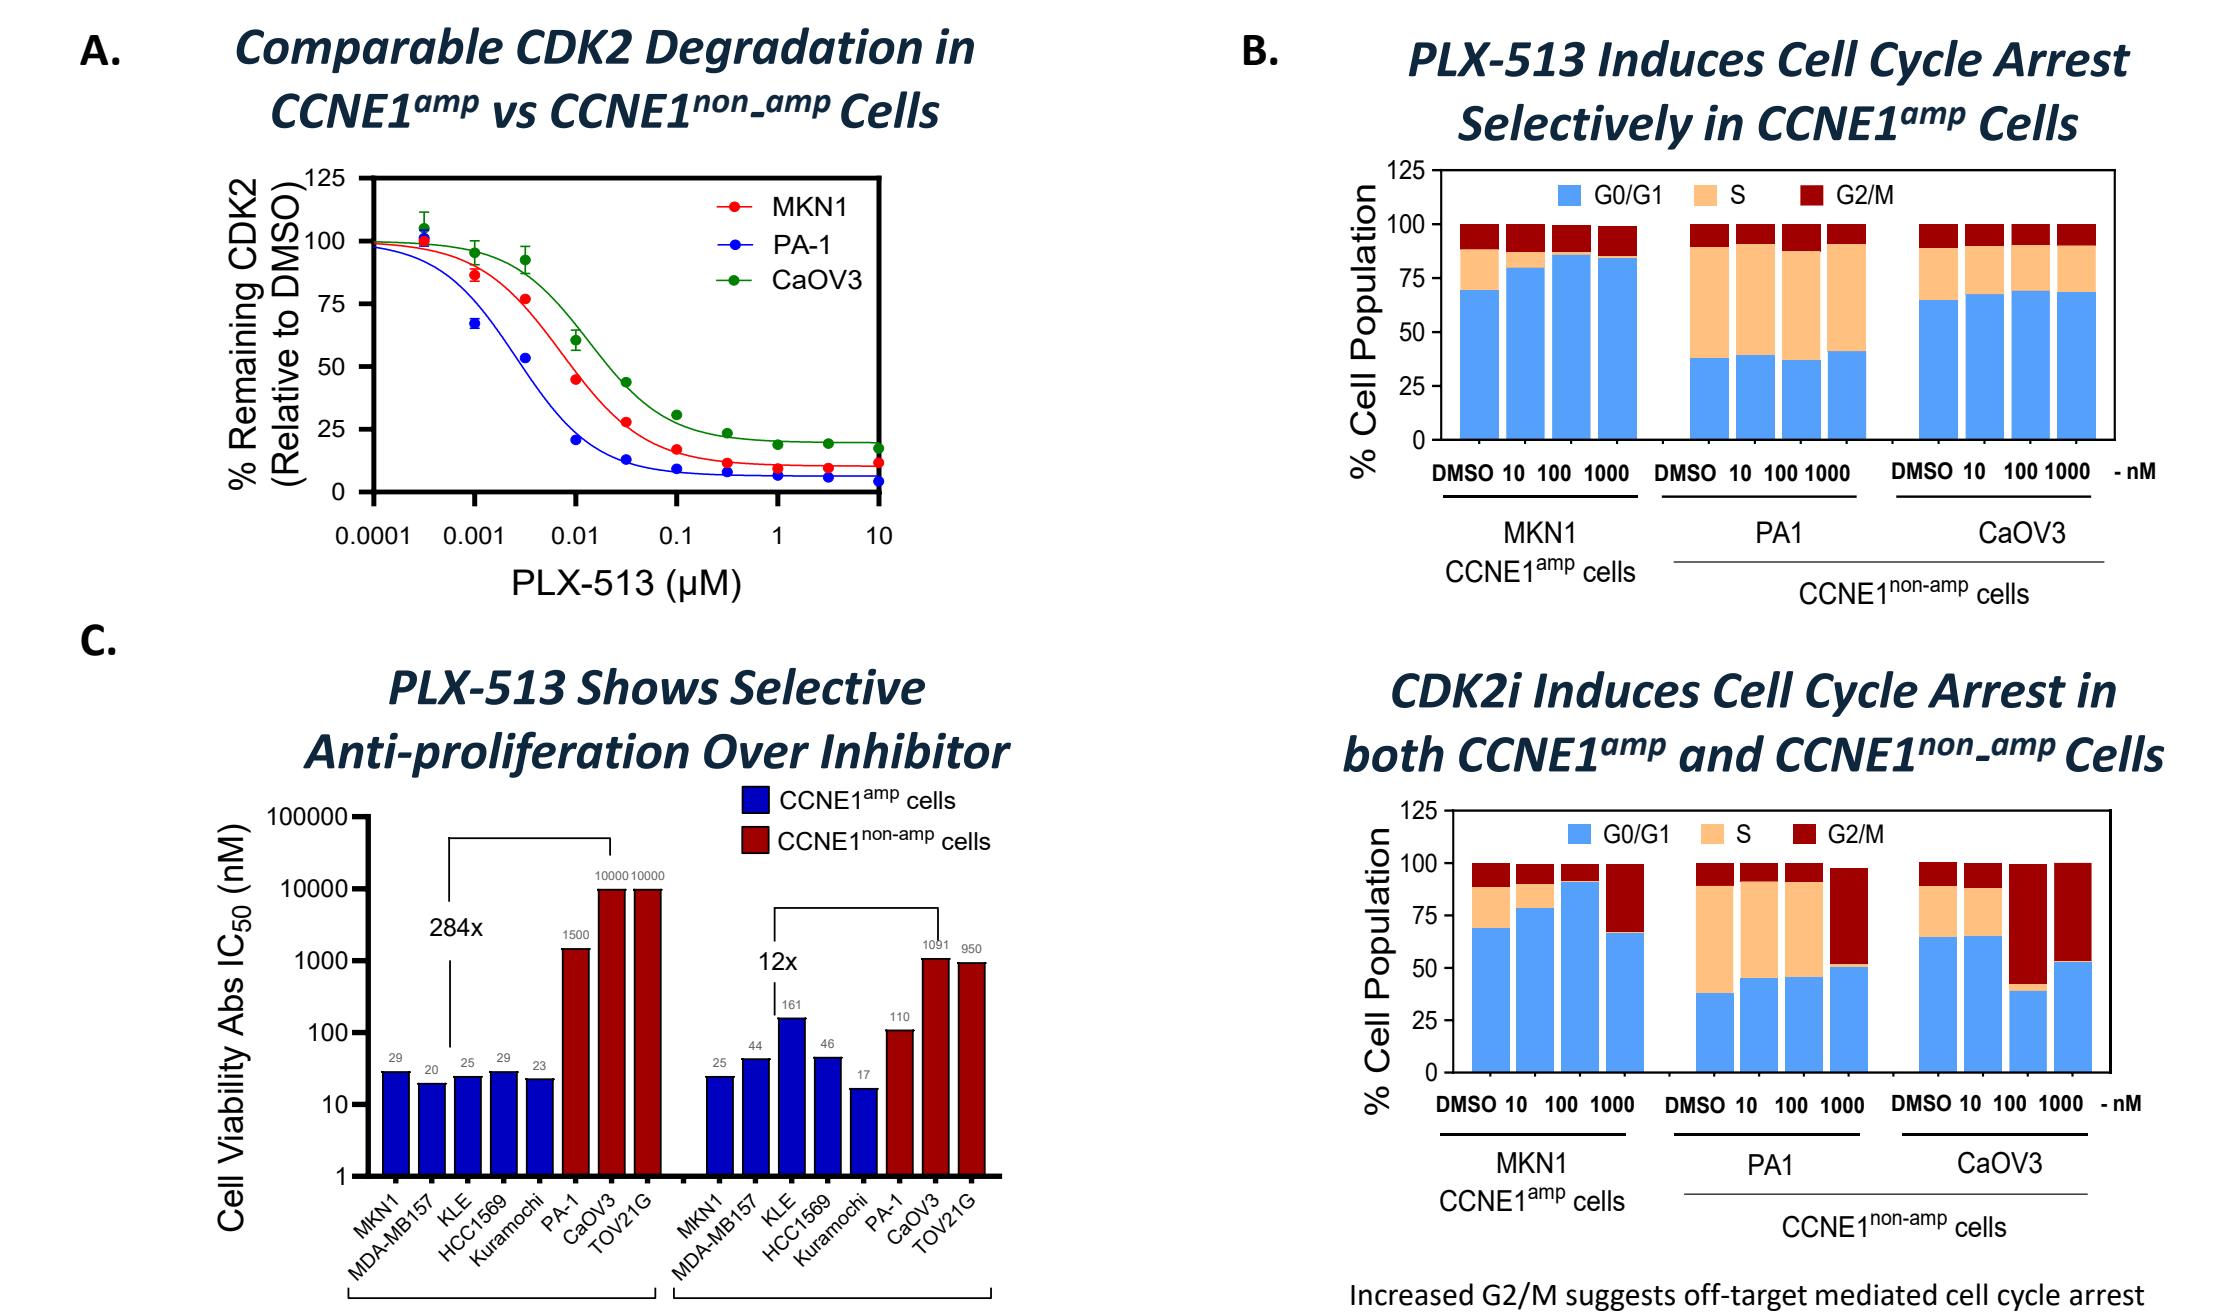 A.
Comparable CDK2 Degradation in
CCNE1amp vs CCNE1non-amp Cells
% Remaining CDK2
(Relative to DMSO)
125
100
75
50
25
0
MKN1
PA-1
CaOV3
0.0001 0.001 0.01 0.1 1 10
PLX-513 (µM)
B.
PLX-513 Induces Cell Cycle Arrest
Selectively in CCNE1amp Cells
% Cell Population
125
100
75
50
25
0
G0/G1 S G2/M
DMSO 10 100 1000 DMSO 10 100 1000 DMSO 10 100 1000 - nM
MKN1 PA1 CaOV3
CCNE1amp cells
CCNE1non-amp cells
C.
PLX-513 Shows Selective
Anti-proliferation Over Inhibitor
CCNE1amp cells
CCNE1non-amp cells
Cell Viability Abs IC50 (nM)
100000
10000
1000
100
10
1
284x
12x
29 20 25 29 23 1500 10000 10000
25 44 161 46 17 110 1091 950
MKN1 MDA-MB157 KLE HCC1569 Kuramochi PA-1 CaOV3 TOV21G
MKN1 MDA-MB157 KLE HCC1569 Kuramochi PA-1 CaOV3 TOV21G
CDK2i Induces Cell Cycle Arrest in
both CCNE1amp and CCNE1non-amp Cells
% Cell Population
125
100
75
50
25
0
G0/G1 S G2/M
DMSO 10 100 1000 DMSO 10 100 1000 DMSO 10 100 1000 - nM
MKN1 PA1 CaOV3
CCNE1amp cells
CCNE1non-amp cells
Increased G2/M suggests off-target mediated cell cycle arrest